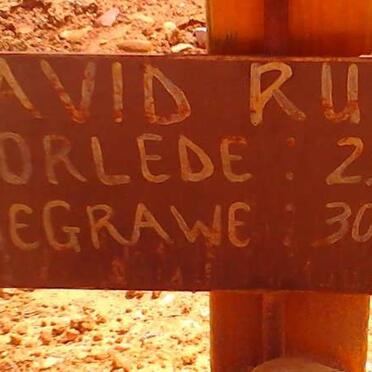 AVID RU
ORLEDE : 2
EGRAWE : 30